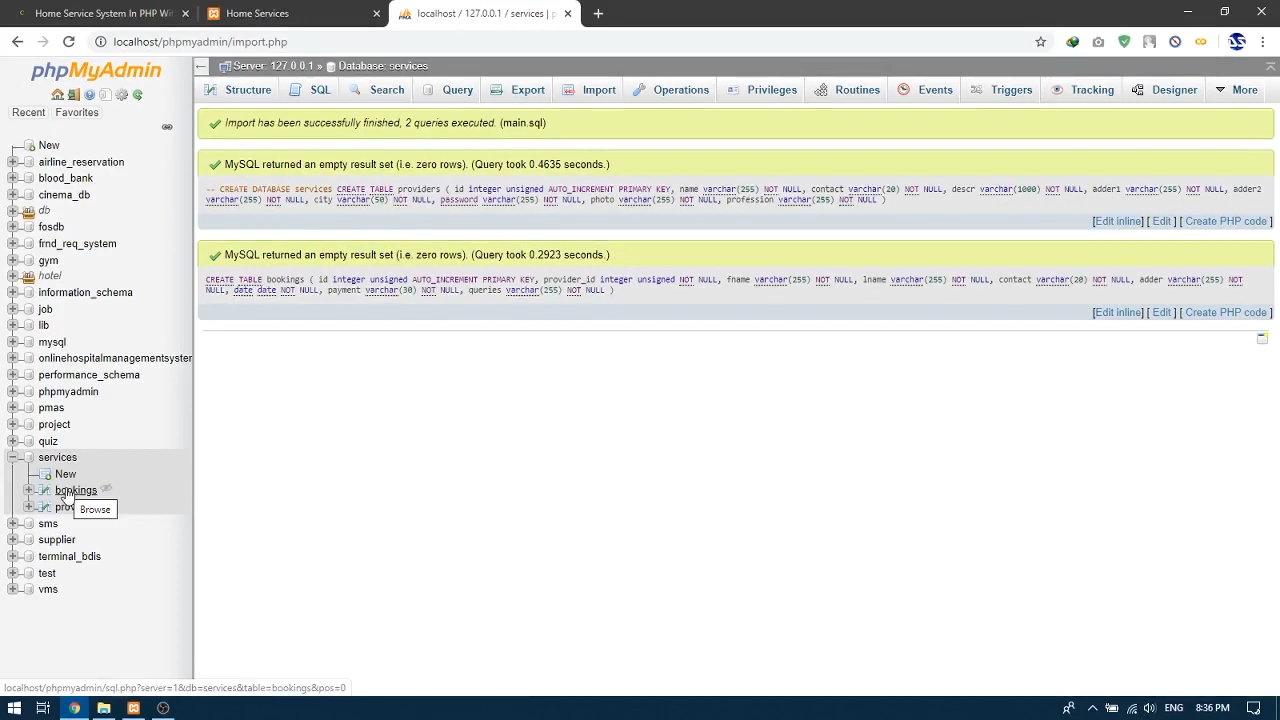 Home Service System In PHP Wit
Home Services
localhost / 127.0.0.1 / services | p
localhost/phpmyadmin/import.php
phpMyAdmin
Server: 127.0.0.1 » Database: services
Structure SQL Search Query Export Import Operations Privileges Routines Events Triggers Tracking Designer More
Recent Favorites
Import has been successfully finished, 2 queries executed. (main.sql)
MySQL returned an empty result set (i.e. zero rows). (Query took 0.4635 seconds.)
-- CREATE DATABASE services CREATE TABLE providers ( id integer unsigned AUTO_INCREMENT PRIMARY KEY, name varchar(255) NOT NULL, contact varchar(20) NOT NULL, descr varchar(1000) NOT NULL, adder1 varchar(255) NOT NULL, adder2
varchar(255) NOT NULL, city varchar(50) NOT NULL, password varchar(255) NOT NULL, photo varchar(255) NOT NULL, profession varchar(255) NOT NULL )
[Edit inline] [ Edit ] [ Create PHP code ]
MySQL returned an empty result set (i.e. zero rows). (Query took 0.2923 seconds.)
CREATE TABLE bookings ( id integer unsigned AUTO_INCREMENT PRIMARY KEY, provider_id integer unsigned NOT NULL, fname varchar(255) NOT NULL, lname varchar(255) NOT NULL, contact varchar(20) NOT NULL, adder varchar(255) NOT
NULL, date date NOT NULL, payment varchar(30) NOT NULL, queries varchar(255) NOT NULL )
[Edit inline] [ Edit ] [ Create PHP code ]
New
airline_reservation
blood_bank
cinema_db
db
fosdb
frnd_req_system
gym
hotel
information_schema
job
lib
mysql
onlinehospitalmanagementsystem
performance_schema
phpmyadmin
pmas
project
quiz
services
New
bookings
Browse
sms
supplier
terminal_bdis
test
vms
localhost/phpmyadmin/sql.php?server=1&db=services&table=bookings&pos=0
ENG 8:36 PM